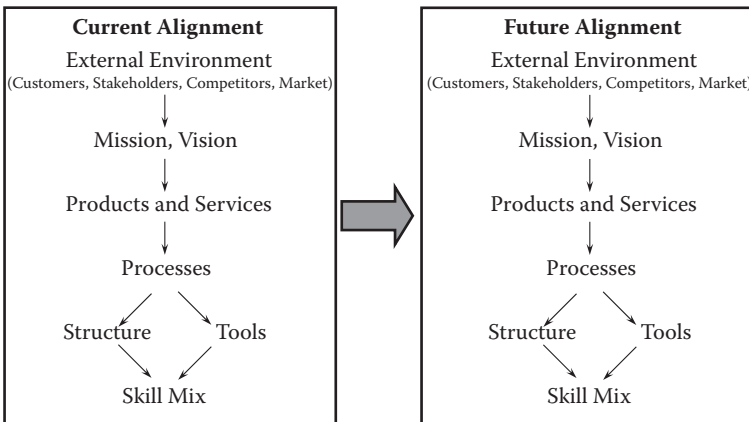 Current Alignment
External Environment
(Customers, Stakeholders, Competitors, Market)
Mission, Vision
Products and Services
Processes
Structure Tools
Skill Mix
Future Alignment
External Environment
(Customers, Stakeholders, Competitors, Market)
Mission, Vision
Products and Services
Processes
Structure Tools
Skill Mix